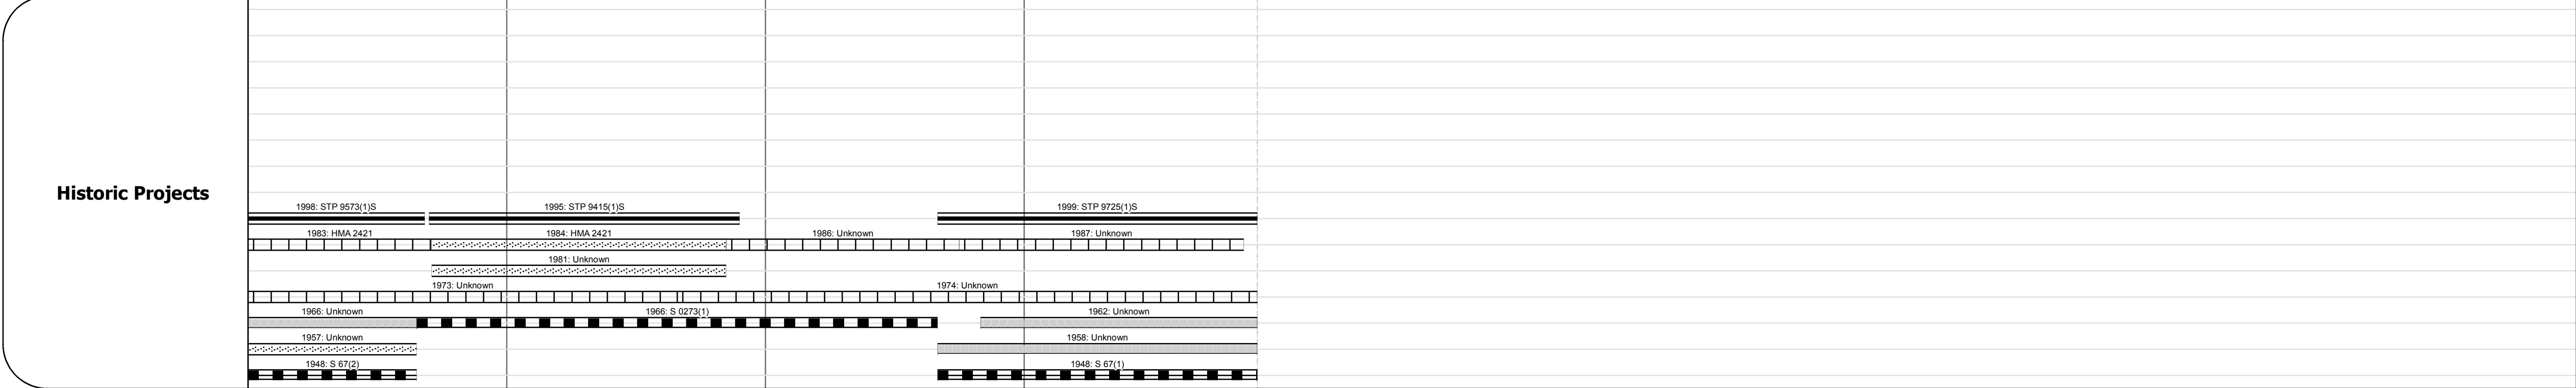 Historic Projects
1998: STP 9573(1)S 1995: STP 9415(1)S 1999: STP 9725(1)S
1983: HMA 2421 1984: HMA 2421 1986: Unknown 1987: Unknown
1981: Unknown
1973: Unknown 1974: Unknown
1966: Unknown 1966: S 0273(1) 1962: Unknown
1957: Unknown 1958: Unknown
1948: S 67(2) 1948: S 67(1)